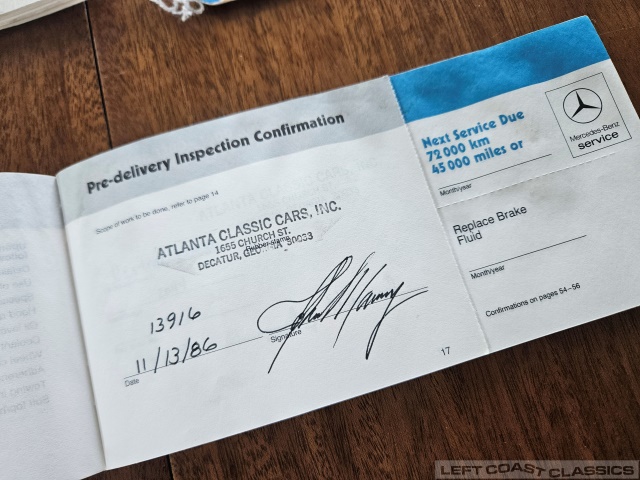 Pre-delivery Inspection Confirmation
Scope of work to be done, refer to page 14
ATLANTA CLASSIC CARS, INC.
1655 CHURCH ST.
Rubber stamp
DECATUR, 30033
13916
11/13/86
Date
Signature
17
Next Service Due
72 000 km
45 000 miles or
Month/year
Mercedes-Benz
service
Replace Brake
Fluid
Month/year
Confirmations on pages 54–56
LEFT COAST CLASSICS